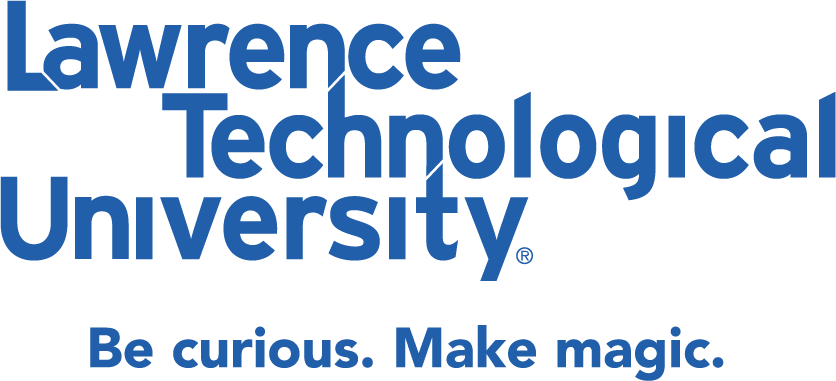 Lawrence
Technological
University®
Be curious. Make magic.